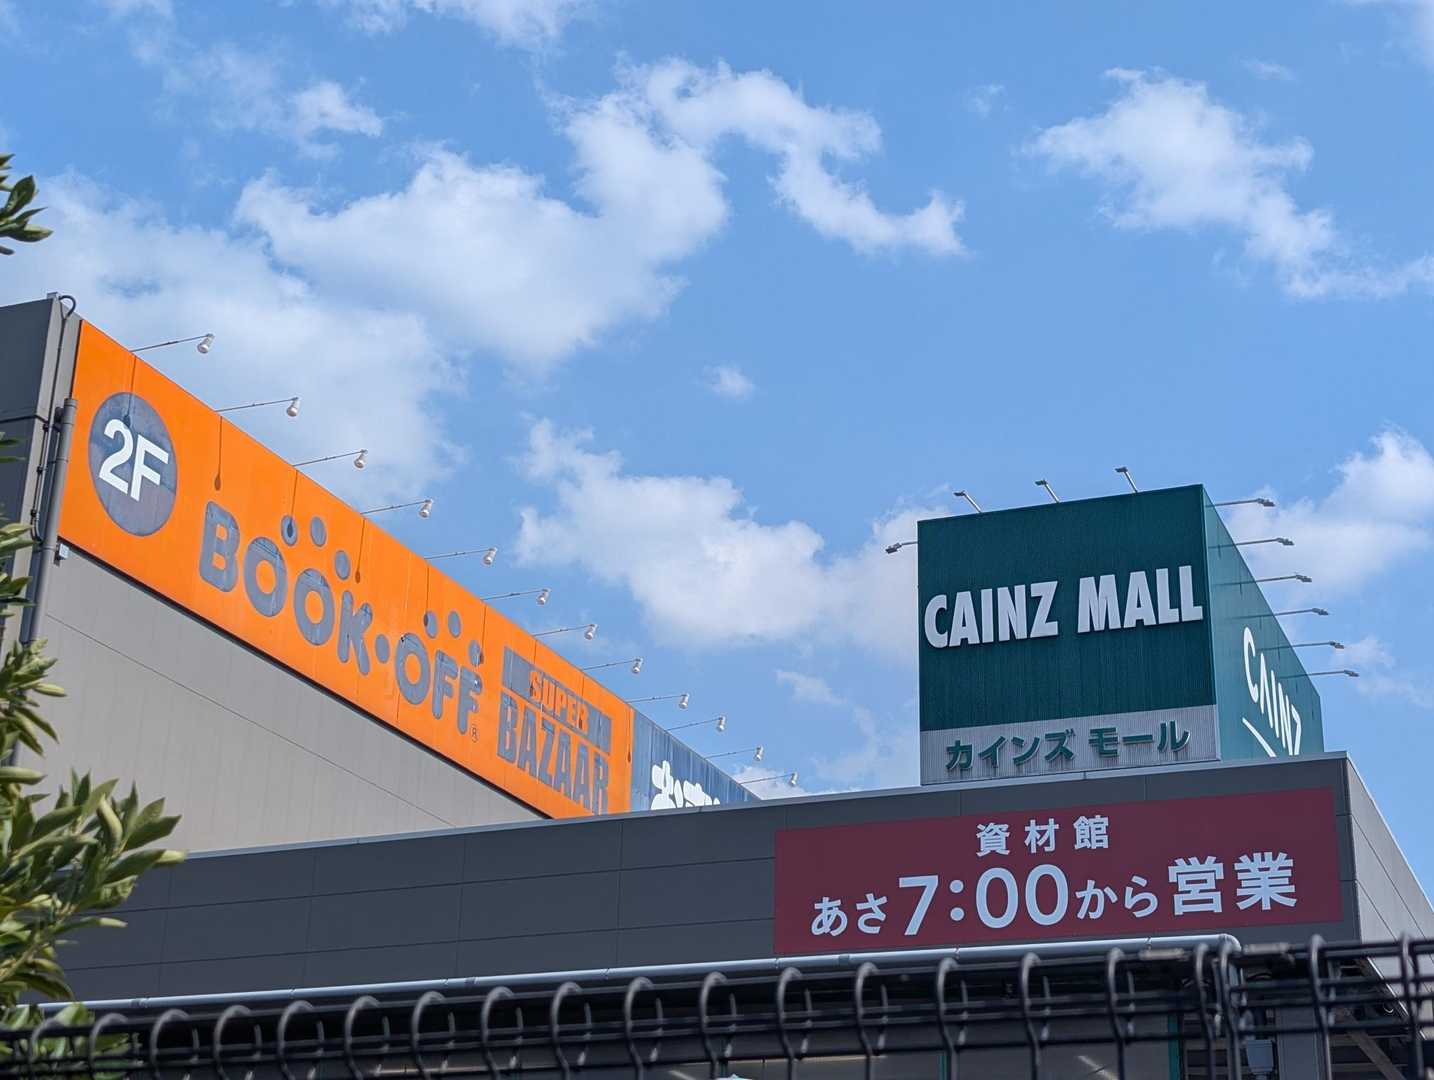 2F
BOOK・OFF®
SUPER
BAZAAR
CAINZ MALL
カインズ モール
CAINZ
資材館
あさ7:00から営業